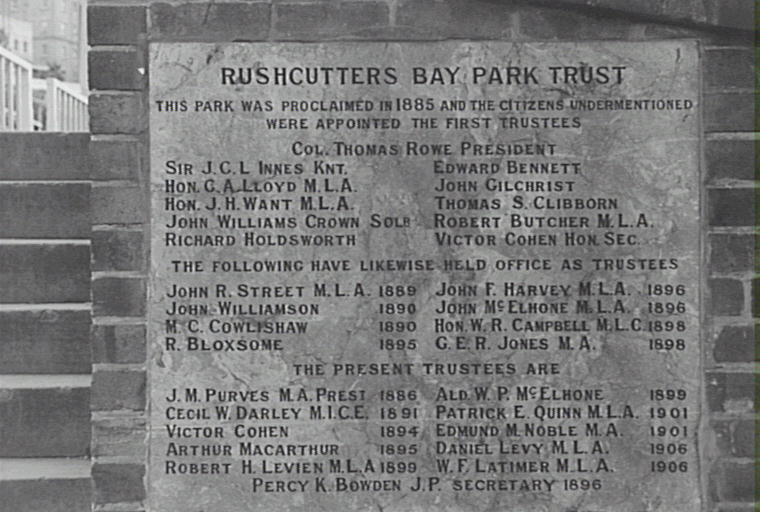 RUSHCUTTERS BAY PARK TRUST
THIS PARK WAS PROCLAIMED IN 1885 AND THE CITIZENS UNDERMENTIONED
WERE APPOINTED THE FIRST TRUSTEES
COL. THOMAS ROWE PRESIDENT
SIR J. C. L INNES KNT. EDWARD BENNETT
HON. G. A. LLOYD M.L.A. JOHN GILCHRIST
HON. J. H. WANT M.L.A. THOMAS S. CLIBBORN
JOHN WILLIAMS CROWN SOLR ROBERT BUTCHER M.L.A.
RICHARD HOLDSWORTH VICTOR COHEN HON. SEC.
THE FOLLOWING HAVE LIKEWISE HELD OFFICE AS TRUSTEES
JOHN R. STREET M.L.A. 1889 JOHN F. HARVEY M.L.A. 1896
JOHN WILLIAMSON 1890 JOHN McELHONE M.L.A. 1896
M. C. COWLISHAW 1890 HON. W. R. CAMPBELL M.L.C. 1898
R. BLOXSOME 1895 G. E. R. JONES M.A. 1898
THE PRESENT TRUSTEES ARE
J. M. PURVES M.A. PREST 1886 ALD. W. P. McELHONE 1899
CECIL W. DARLEY M.I.C.E. 1891 PATRICK E. QUINN M.L.A. 1901
VICTOR COHEN 1894 EDMUND M. NOBLE M.A. 1901
ARTHUR MACARTHUR 1895 DANIEL LEVY M.L.A. 1906
ROBERT H. LEVIEN M.L.A 1899 W. F. LATIMER M.L.A. 1906
PERCY K. BOWDEN J.P. SECRETARY 1896